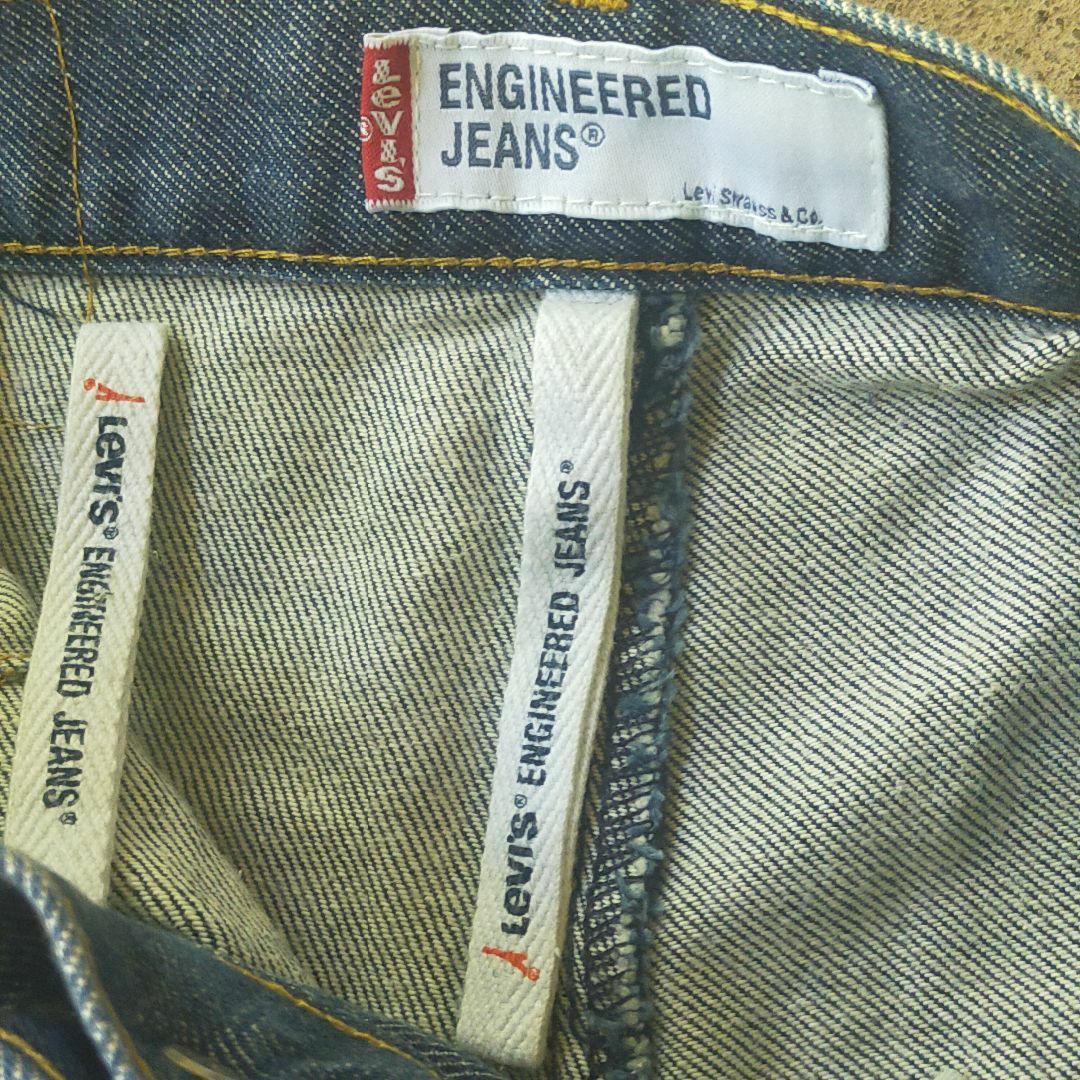 LEVI'S
®
ENGINEERED
JEANS®
Levi Strauss & Co.
LEVI'S® ENGINEERED JEANS®
LEVI'S® ENGINEERED JEANS®